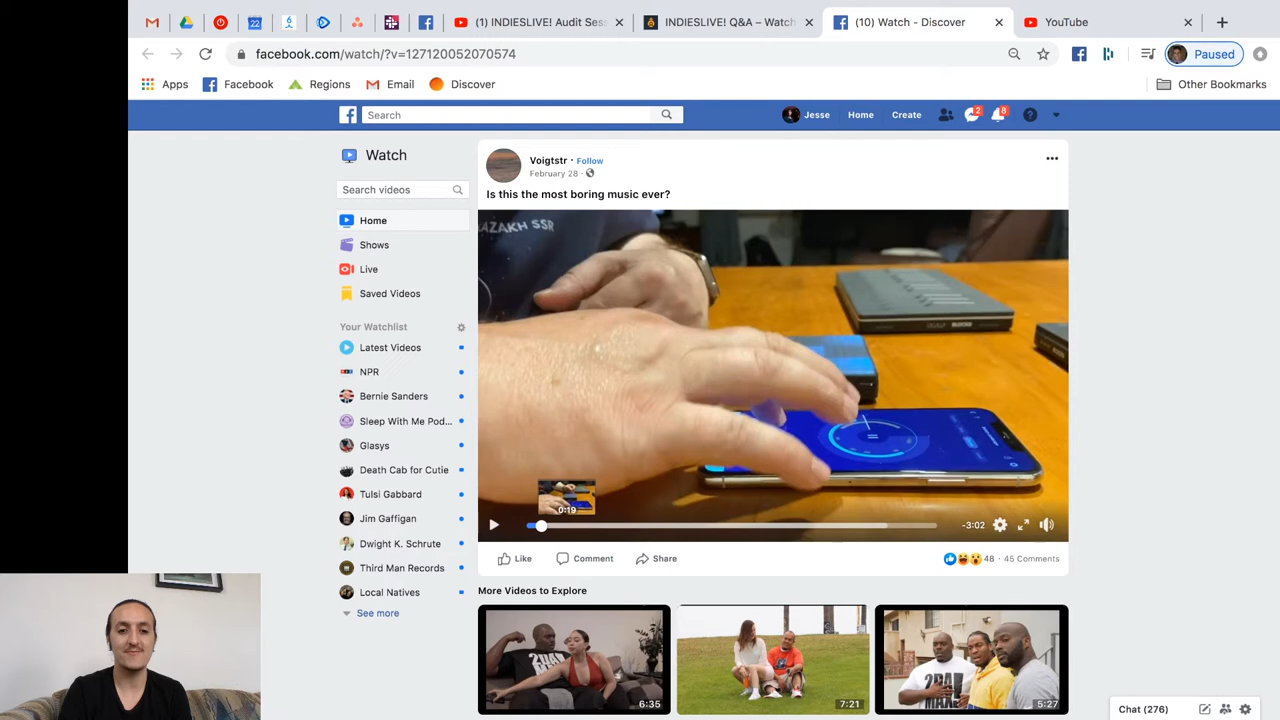 (1) INDIESLIVE! Audit Sess
INDIESLIVE! Q&A – Watch
(10) Watch - Discover
YouTube
facebook.com/watch/?v=127120052070574
Paused
Apps
Facebook
Regions
Email
Discover
Other Bookmarks
Search
Jesse
Home
Create
2
8
Watch
Search videos
Home
Shows
Live
Saved Videos
Your Watchlist
Latest Videos
NPR
Bernie Sanders
Sleep With Me Pod...
Glasys
Death Cab for Cutie
Tulsi Gabbard
Jim Gaffigan
Dwight K. Schrute
Third Man Records
Local Natives
See more
Voigtstr · Follow
February 28 ·
Is this the most boring music ever?
KAZAKH SSR
0:19
-3:02
Like
Comment
Share
48 · 45 Comments
More Videos to Explore
6:35
7:21
5:27
Chat (276)